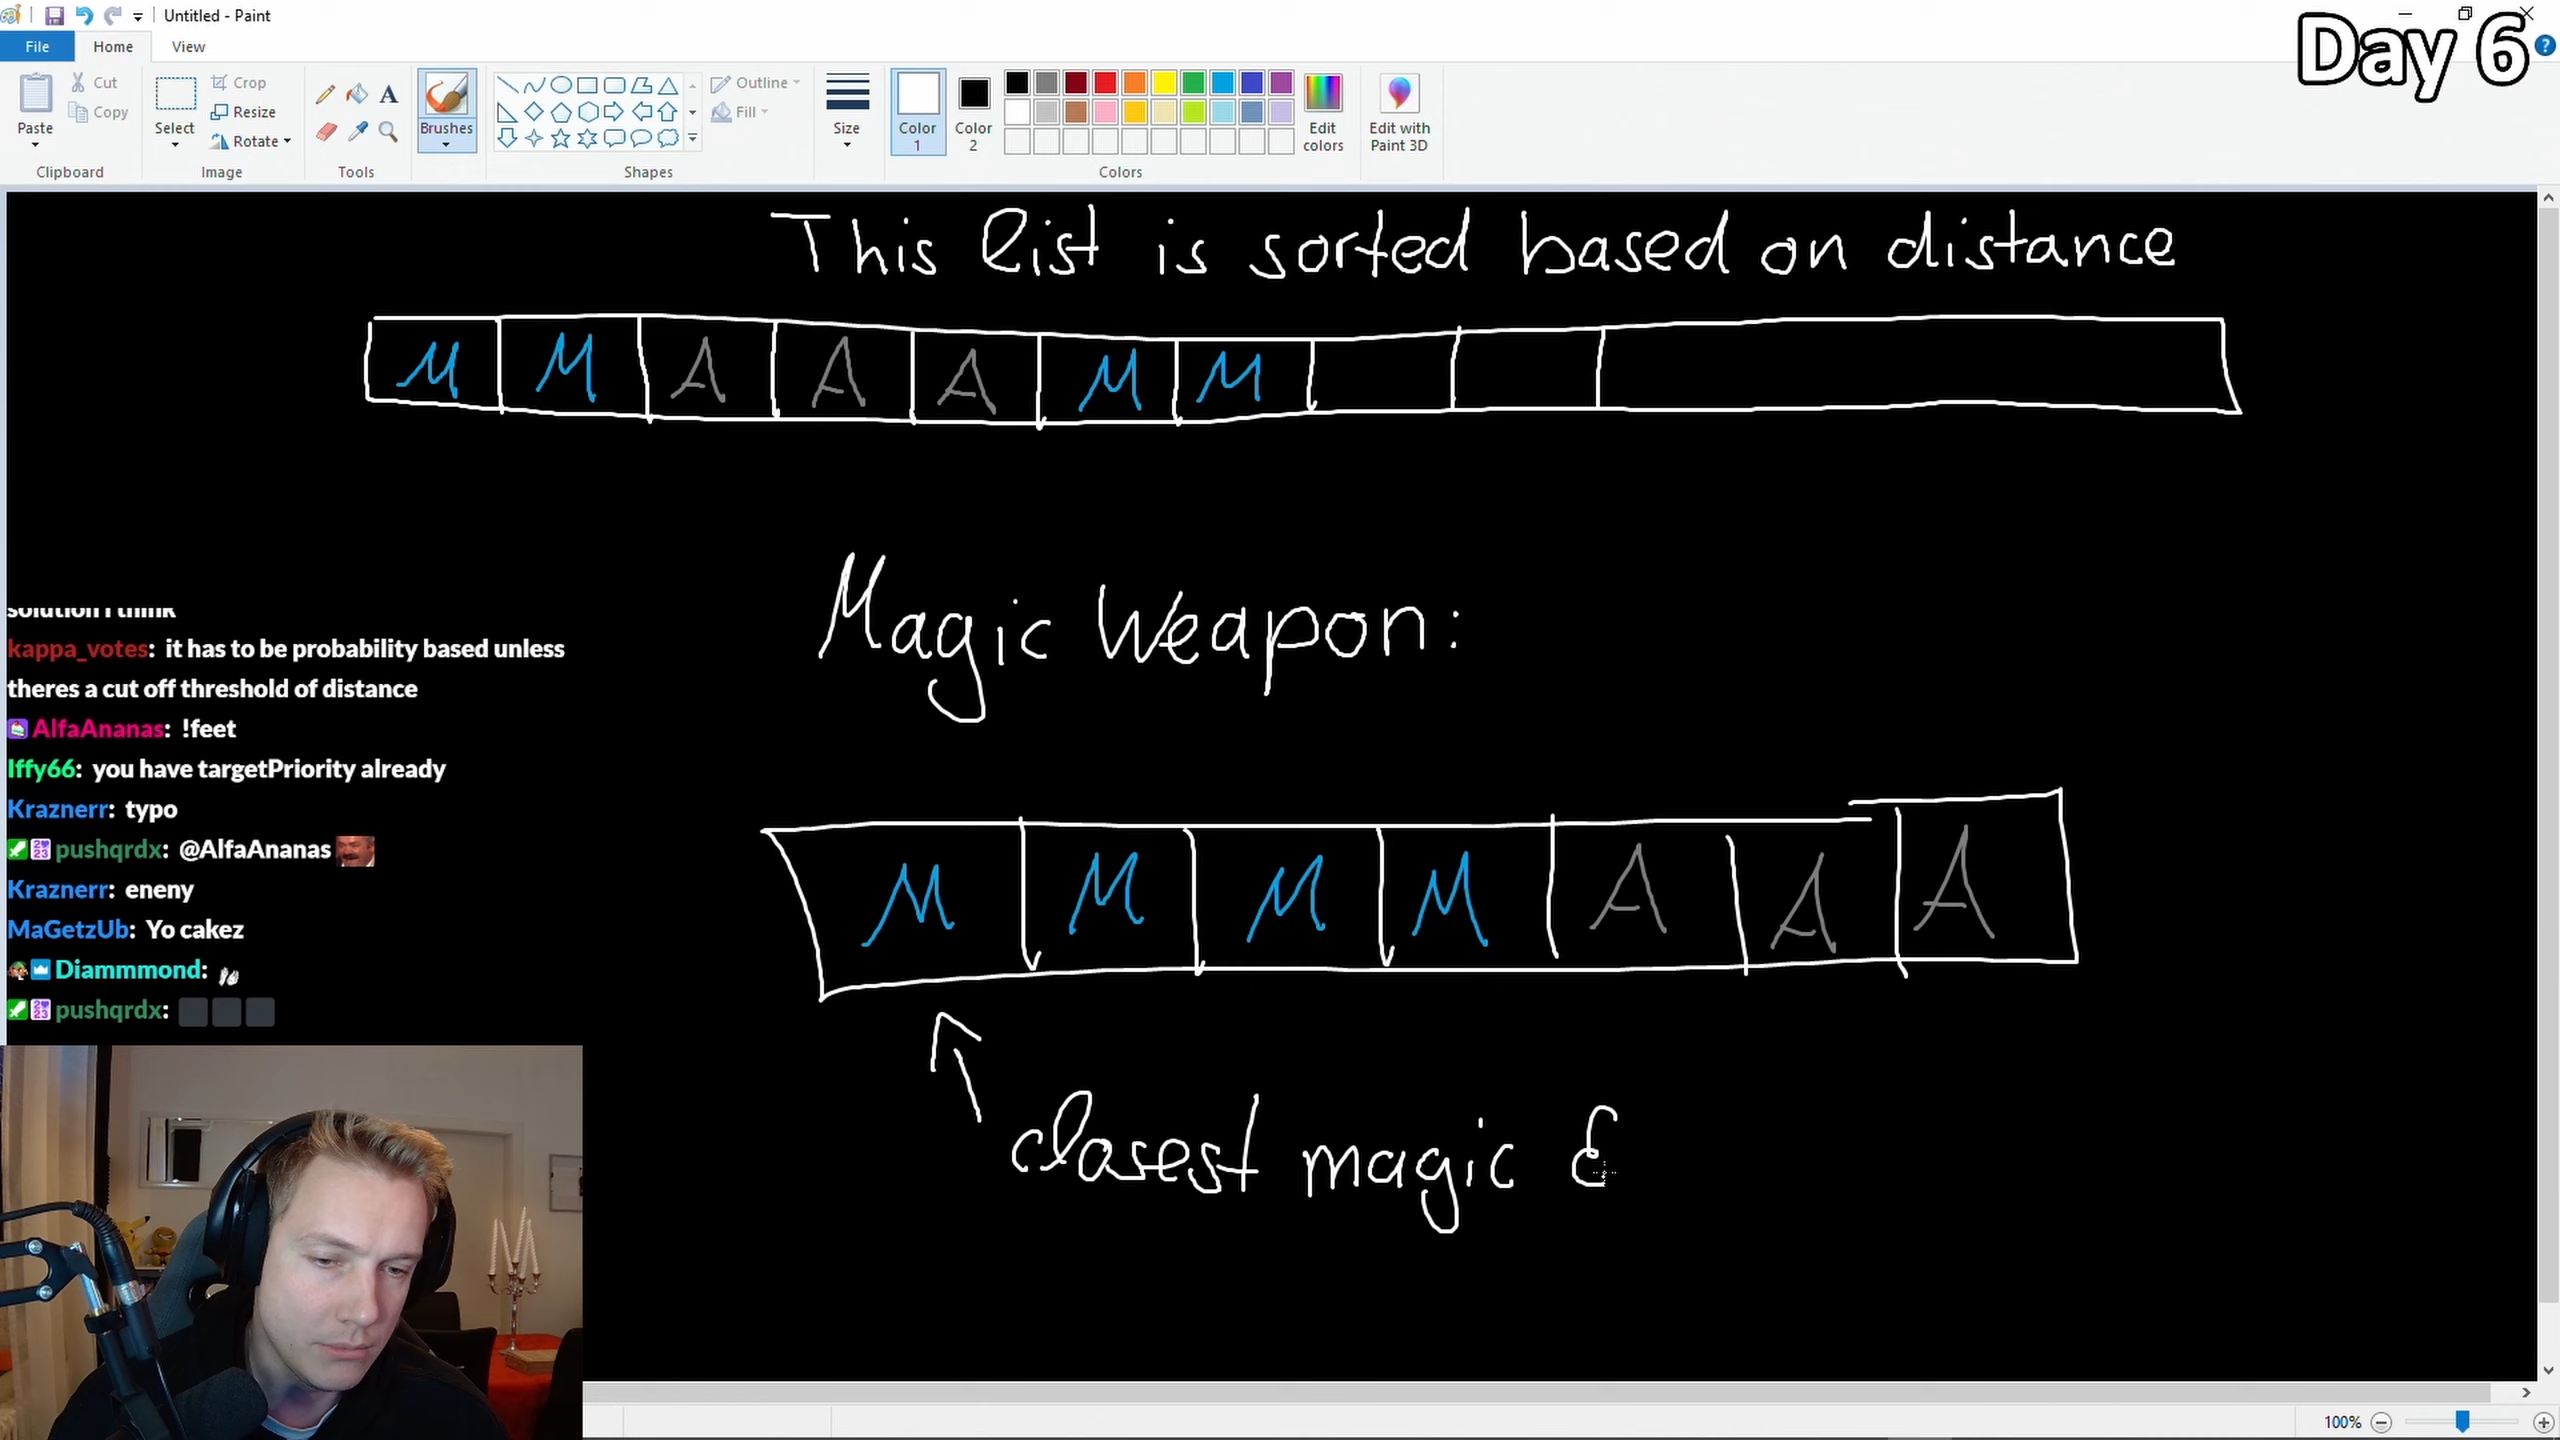 Untitled - Paint
Day 6
File Home View
Paste
Cut
Copy
Clipboard
Select
Crop
Resize
Rotate
Image
Tools
Brushes
Shapes
Outline
Fill
Size
Color 1
Color 2
Colors
Edit colors
Edit with Paint 3D
This list is sorted based on distance
M M A A A M M
Magic Weapon:
M M M M A A A
closest magic
solution i think
kappa_votes: it has to be probability based unless
theres a cut off threshold of distance
AlfaAnanas: !feet
Iffy66: you have targetPriority already
Kraznerr: typo
pushqrdx: @AlfaAnanas
Kraznerr: eneny
MaGetzUb: Yo cakez
Diammmond:
pushqrdx:
100%